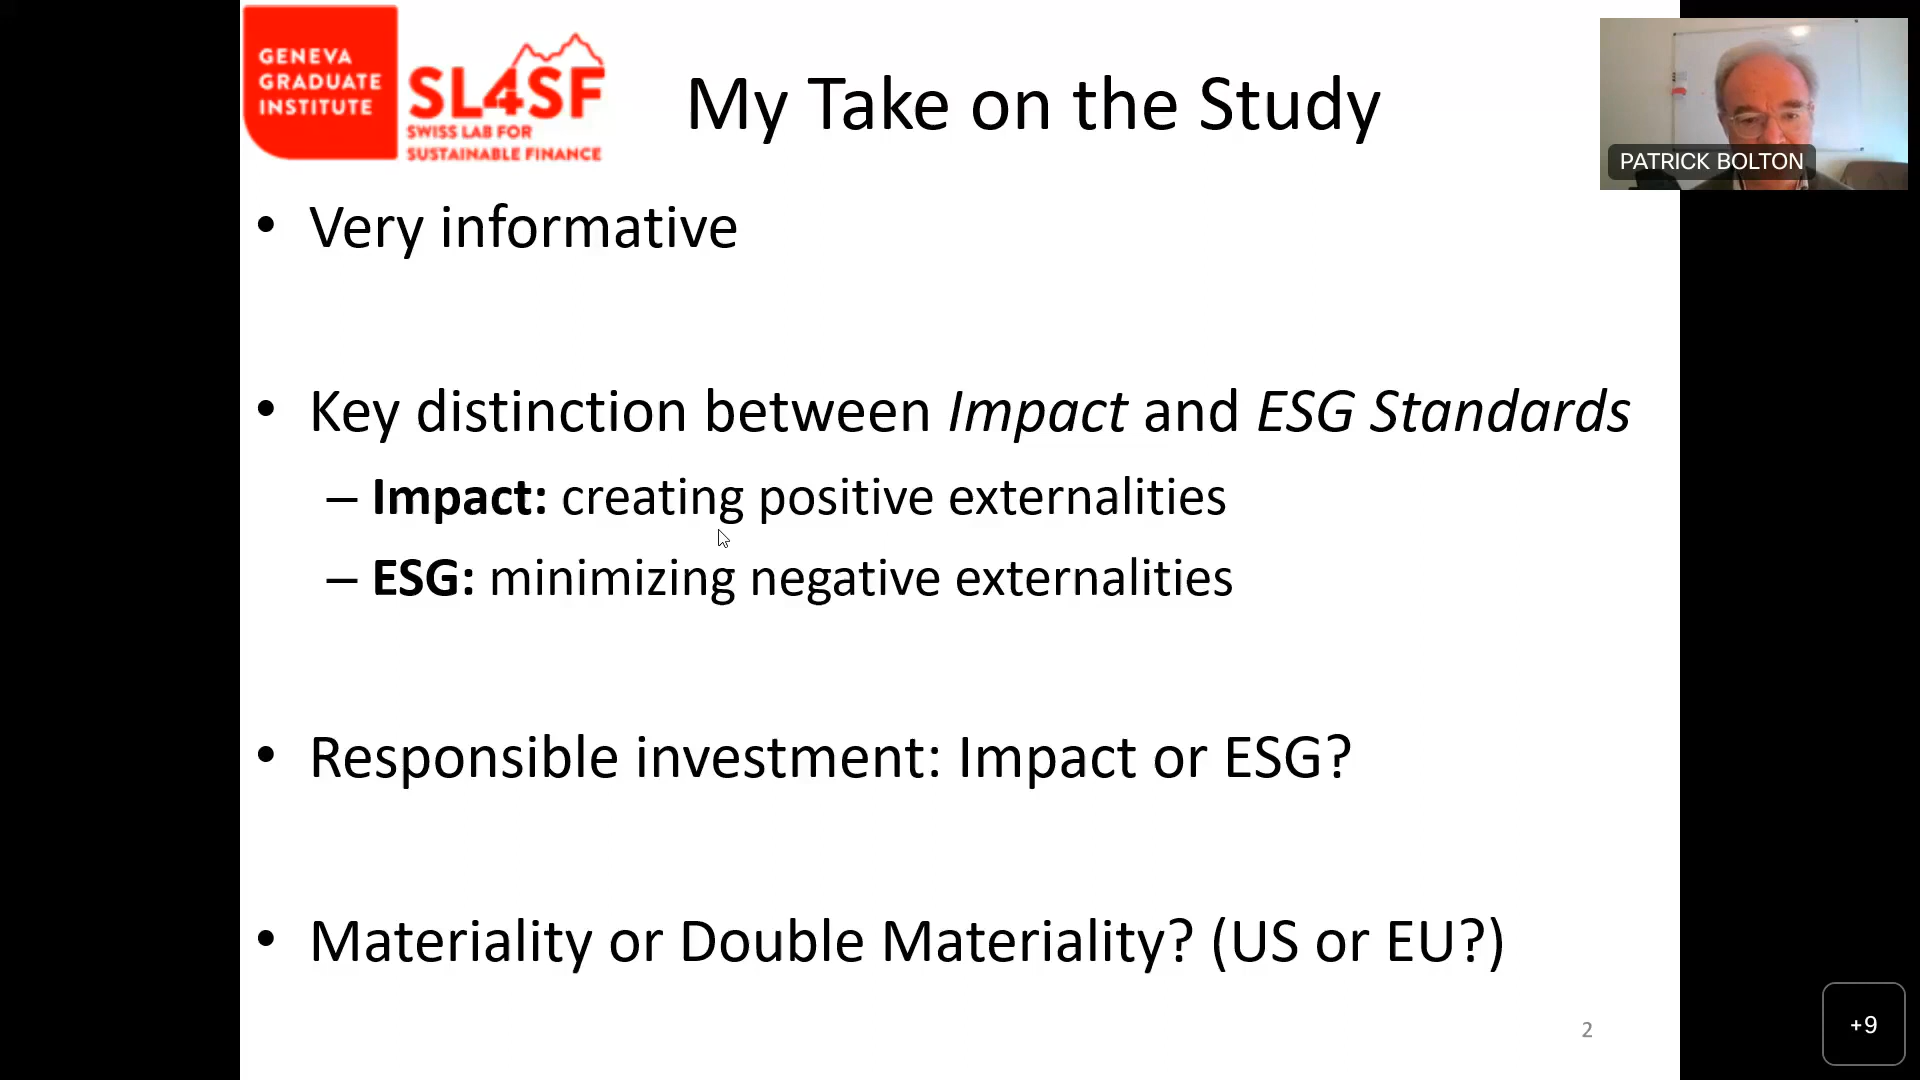 GENEVA
GRADUATE
INSTITUTE
SL4SF
SWISS LAB FOR
SUSTAINABLE FINANCE
My Take on the Study
PATRICK BOLTON
• Very informative
• Key distinction between Impact and ESG Standards
– Impact: creating positive externalities
– ESG: minimizing negative externalities
• Responsible investment: Impact or ESG?
• Materiality or Double Materiality? (US or EU?)
2
+9